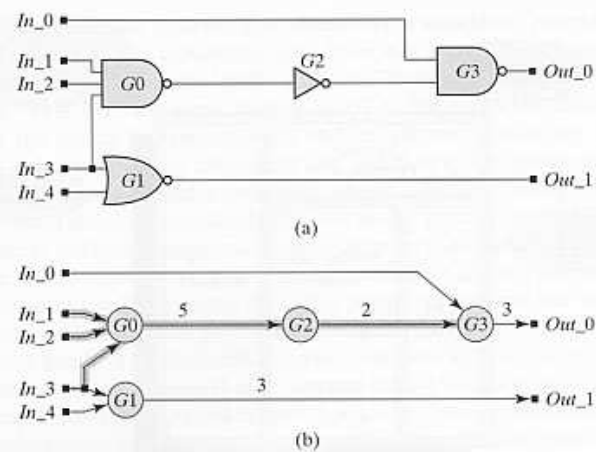 In_0
In_1
In_2
G0
G2
G3
Out_0
In_3
In_4
G1
Out_1
(a)
In_0
In_1
In_2
G0
5
G2
2
G3
3
Out_0
In_3
In_4
G1
3
Out_1
(b)